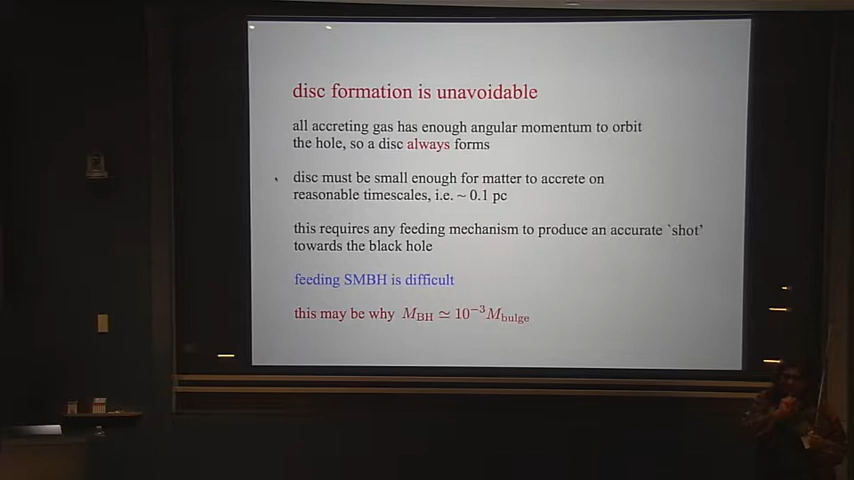 disc formation is unavoidable
all accreting gas has enough angular momentum to orbit
the hole, so a disc always forms
disc must be small enough for matter to accrete on
reasonable timescales, i.e. ~ 0.1 pc
this requires any feeding mechanism to produce an accurate `shot’
towards the black hole
feeding SMBH is difficult
this may be why M_BH ≃ 10⁻³M_bulge